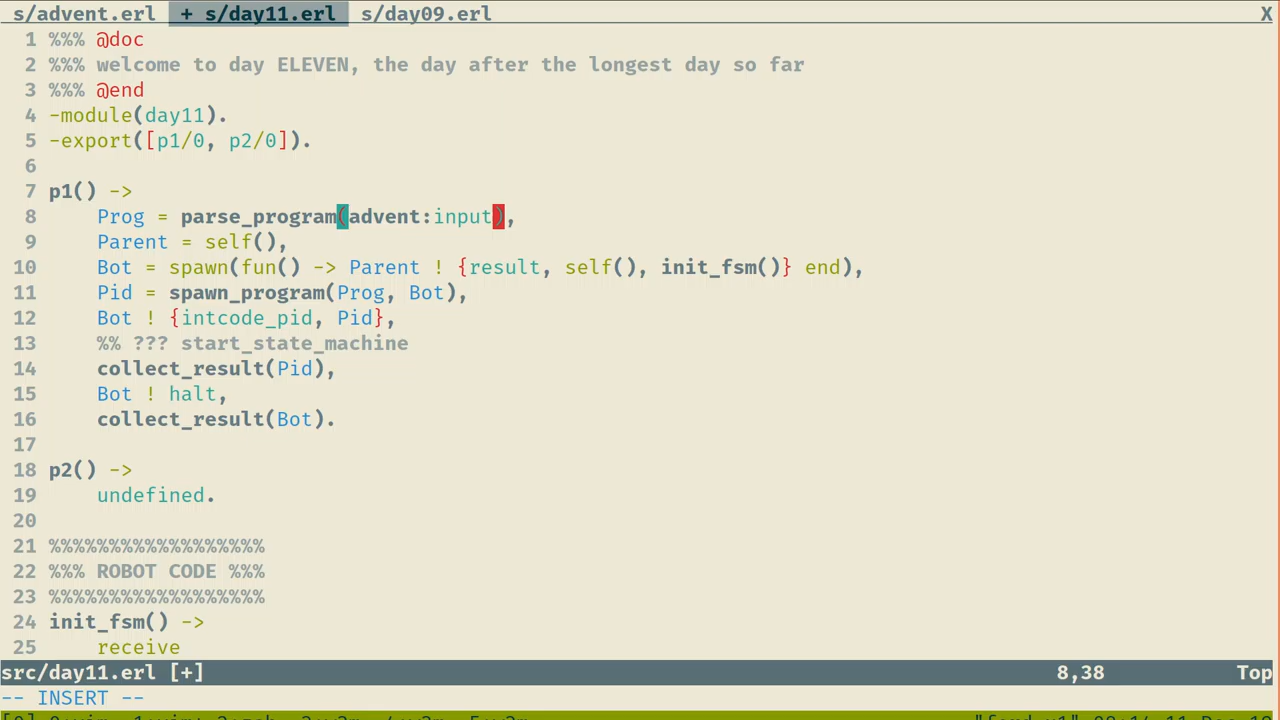 s/advent.erl + s/day11.erl s/day09.erl X
1 %%% @doc
2 %%% welcome to day ELEVEN, the day after the longest day so far
3 %%% @end
4 -module(day11).
5 -export([p1/0, p2/0]).
6
7 p1() ->
8     Prog = parse_program(advent:input),
9     Parent = self(),
10     Bot = spawn(fun() -> Parent ! {result, self(), init_fsm()} end),
11     Pid = spawn_program(Prog, Bot),
12     Bot ! {intcode_pid, Pid},
13     %% ??? start_state_machine
14     collect_result(Pid),
15     Bot ! halt,
16     collect_result(Bot).
17
18 p2() ->
19     undefined.
20
21 %%%%%%%%%%%%%%%%%%
22 %%% ROBOT CODE %%%
23 %%%%%%%%%%%%%%%%%%
24 init_fsm() ->
25     receive
src/day11.erl [+] 8,38 Top
-- INSERT --